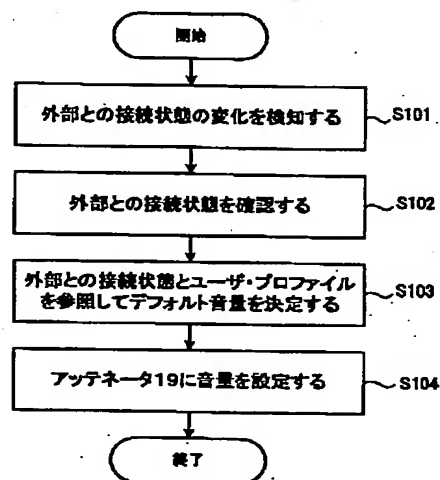 開始
外部との接続状態の変化を検知する
S101
外部との接続状態を確認する
S102
外部との接続状態とユーザ・プロファイル
を参照してデフォルト音量を決定する
S103
アッテネータ19に音量を設定する
S104
終了